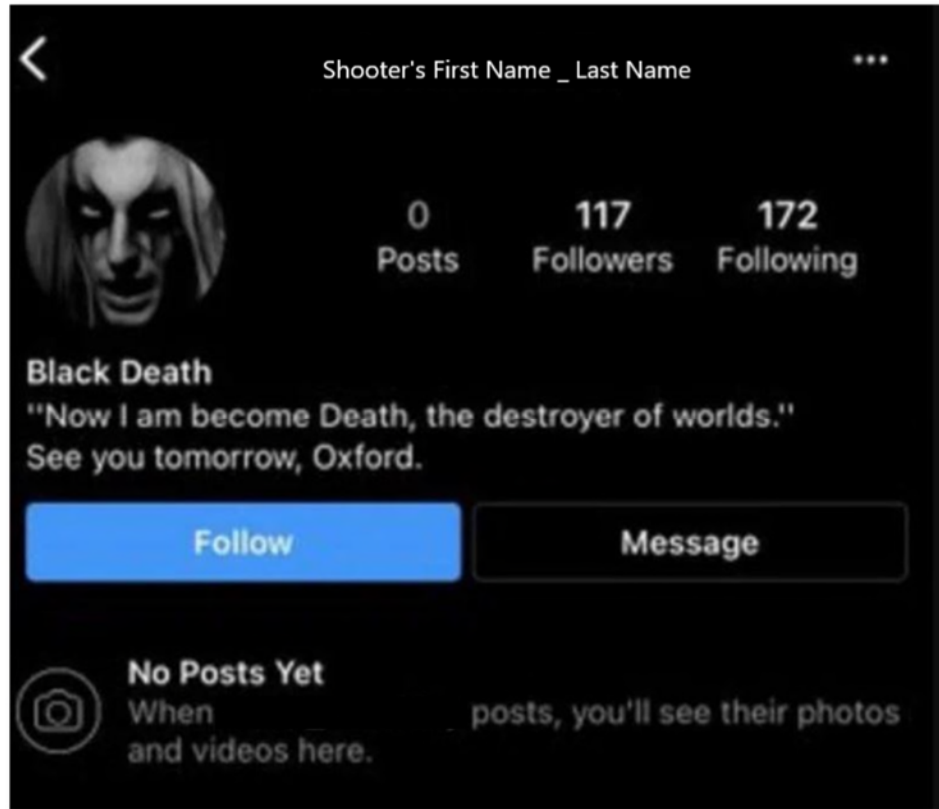 Shooter's First Name _ Last Name
0 117 172
Posts Followers Following
Black Death
"Now I am become Death, the destroyer of worlds."
See you tomorrow, Oxford.
Follow Message
No Posts Yet
When posts, you'll see their photos
and videos here.